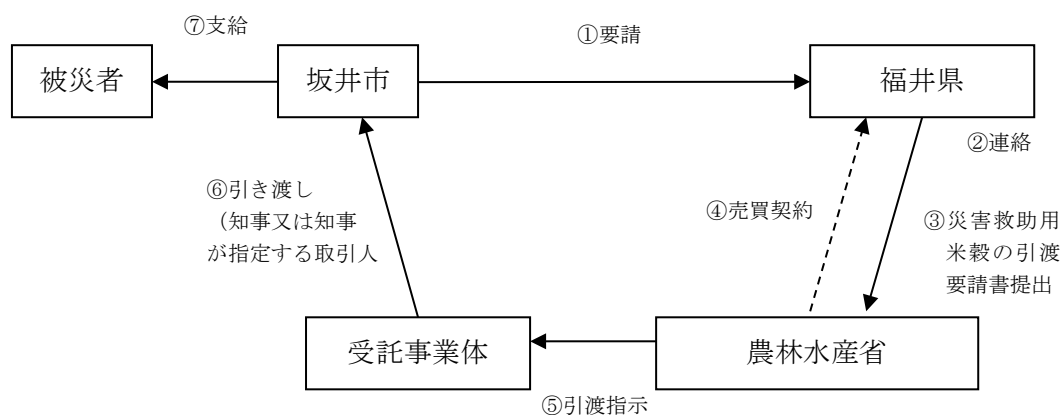 ⑦支給
①要請
被災者
坂井市
福井県
②連絡
⑥引き渡し
（知事又は知事
が指定する取引人
④売買契約
③災害救助用
米穀の引渡
要請書提出
受託事業体
農林水産省
⑤引渡指示